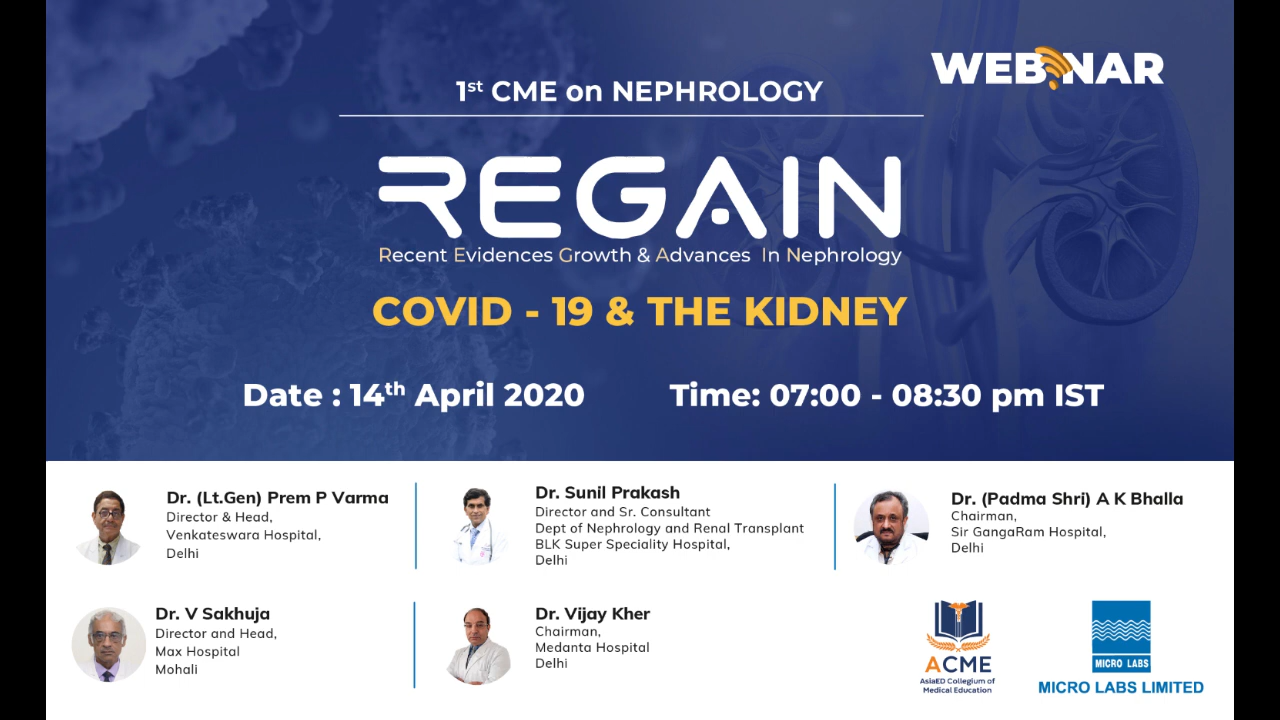 WEBINAR
1st CME on NEPHROLOGY
REGAIN
Recent Evidences Growth & Advances In Nephrology
COVID - 19 & THE KIDNEY
Date : 14th April 2020
Time: 07:00 - 08:30 pm IST
Dr. (Lt.Gen) Prem P Varma
Director & Head,
Venkateswara Hospital,
Delhi
Dr. Sunil Prakash
Director and Sr. Consultant
Dept of Nephrology and Renal Transplant
BLK Super Speciality Hospital,
Delhi
Dr. (Padma Shri) A K Bhalla
Chairman,
Sir GangaRam Hospital,
Delhi
Dr. V Sakhuja
Director and Head,
Max Hospital
Mohali
Dr. Vijay Kher
Chairman,
Medanta Hospital
Delhi
ACME
AsiaED Collegium of
Medical Education
MICRO LABS
MICRO LABS LIMITED